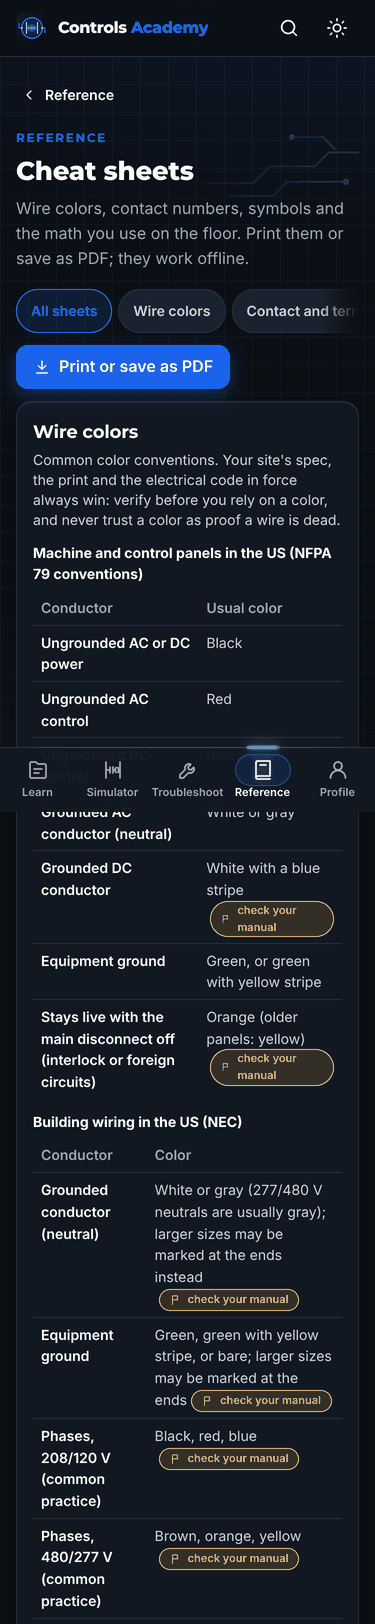 Controls Academy
Reference
REFERENCE
Cheat sheets
Wire colors, contact numbers, symbols and
the math you use on the floor. Print them or
save as PDF; they work offline.
All sheets
Wire colors
Contact and
Print or save as PDF
Wire colors
Common color conventions. Your site's spec,
the print and the electrical code in force
always win: verify before you rely on a color,
and never trust a color as proof a wire is dead.
Machine and control panels in the US (NFPA
79 conventions)
Conductor
Usual color
Ungrounded AC or DC
power
Black
Ungrounded AC
control
Red
Ungrounded DC
control
Blue
Learn
Simulator
Troubleshoot
Reference
Profile
Grounded AC
conductor (neutral)
White or gray
Grounded DC
conductor
White with a blue
stripe
check your
manual
Equipment ground
Green, or green
with yellow stripe
Stays live with the
main disconnect off
(interlock or foreign
circuits)
Orange (older
panels: yellow)
check your
manual
Building wiring in the US (NEC)
Conductor
Color
Grounded
conductor
(neutral)
White or gray (277/480 V
neutrals are usually gray);
larger sizes may be
marked at the ends
instead
check your manual
Equipment
ground
Green, green with yellow
stripe, or bare; larger sizes
may be marked at the
ends check your manual
Phases,
208/120 V
(common
practice)
Black, red, blue
check your manual
Phases,
480/277 V
(common
practice)
Brown, orange, yellow
check your manual